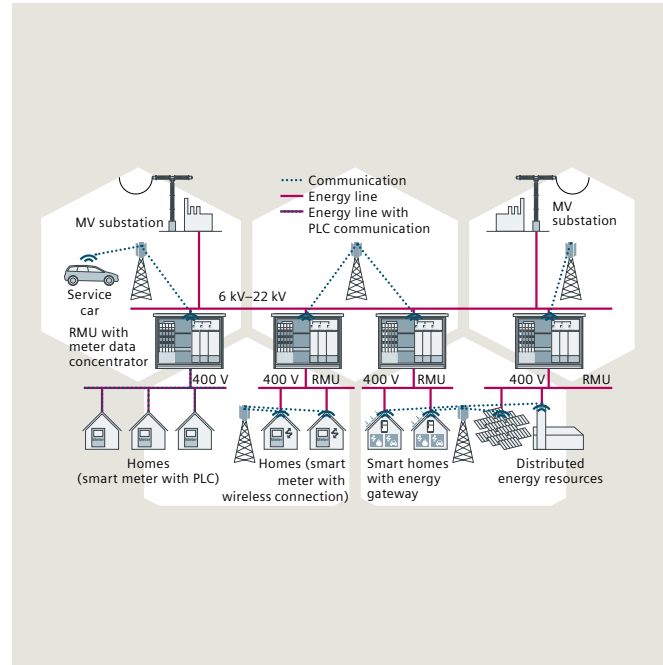 Communication
Energy line
Energy line with
PLC communication
MV substation
MV
substation
Service
car
6 kV–22 kV
RMU with
meter data
concentrator
400 V
400 V
RMU
400 V
RMU
400 V
RMU
Homes
(smart meter with PLC)
Homes (smart
meter with
wireless connection)
Smart homes
with energy
gateway
Distributed
energy resources